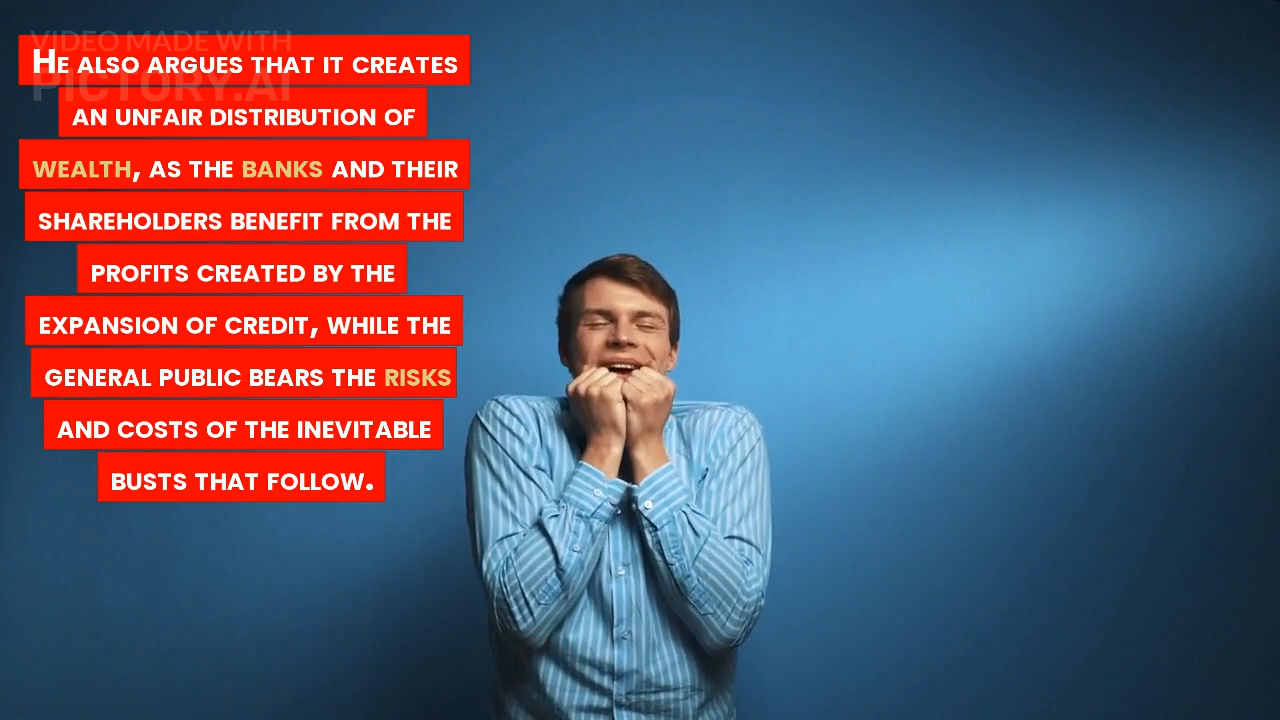 VIDEO MADE WITH
PICTORY.AI
HE ALSO ARGUES THAT IT CREATES
AN UNFAIR DISTRIBUTION OF
WEALTH, AS THE BANKS AND THEIR
SHAREHOLDERS BENEFIT FROM THE
PROFITS CREATED BY THE
EXPANSION OF CREDIT, WHILE THE
GENERAL PUBLIC BEARS THE RISKS
AND COSTS OF THE INEVITABLE
BUSTS THAT FOLLOW.